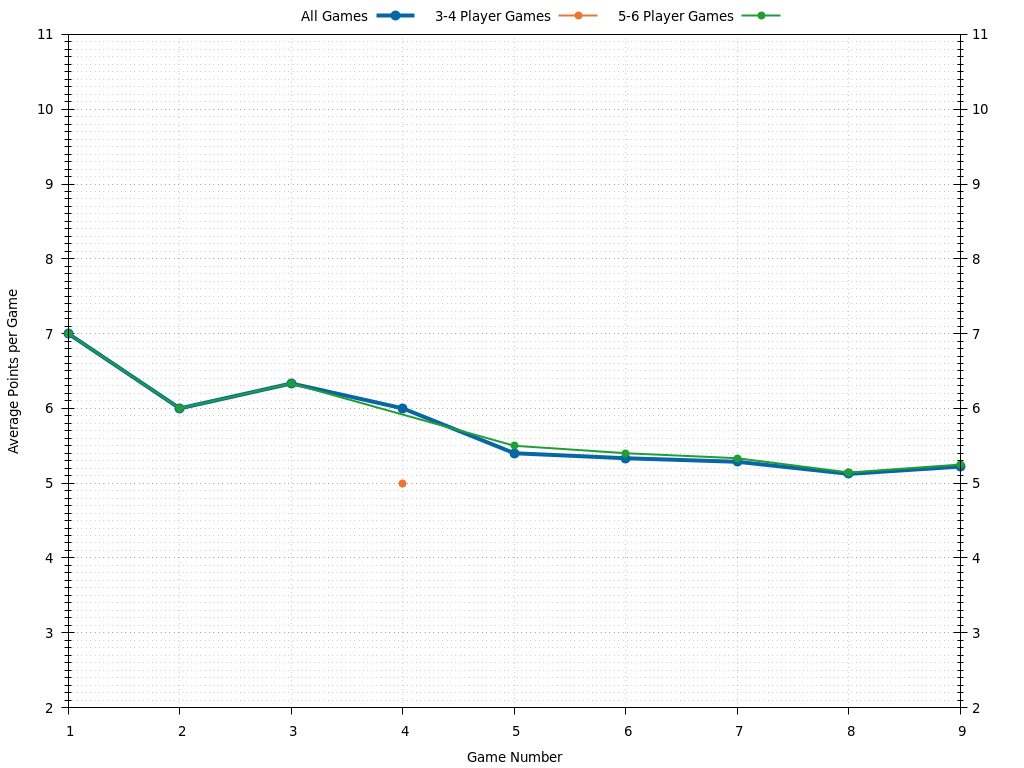 All Games 3-4 Player Games 5-6 Player Games
11 11
10 10
9 9
8 8
7 7
6 6
5 5
4 4
3 3
2 2
Average Points per Game
1 2 3 4 5 6 7 8 9
Game Number